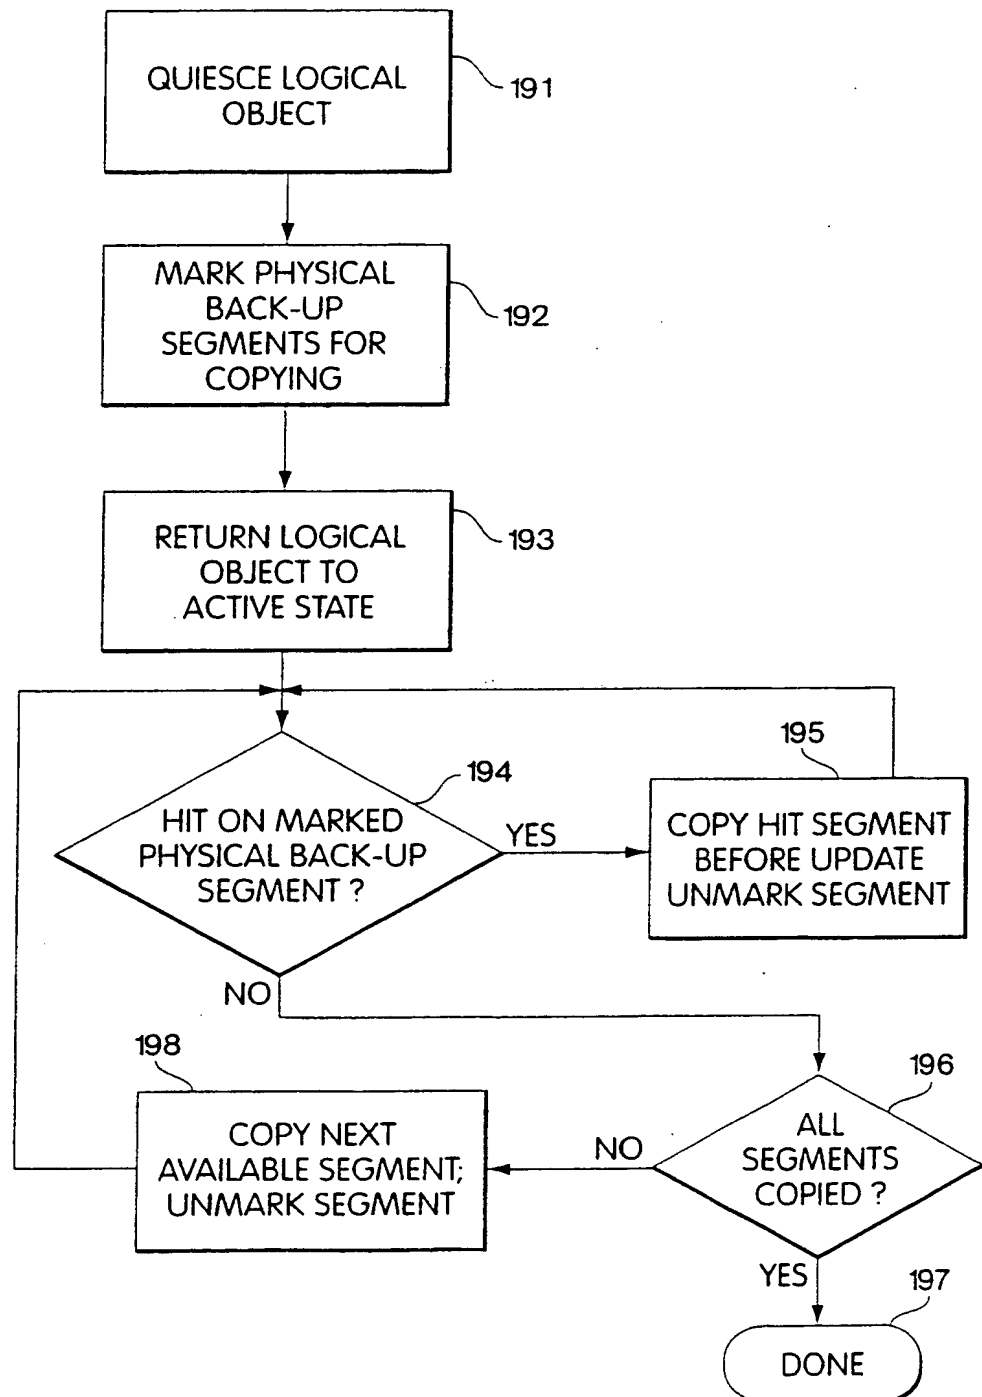 QUIESCE LOGICAL
OBJECT
191
MARK PHYSICAL
BACK-UP
SEGMENTS FOR
COPYING
192
RETURN LOGICAL
OBJECT TO
ACTIVE STATE
193
194
HIT ON MARKED
PHYSICAL BACK-UP
SEGMENT ?
YES
NO
195
COPY HIT SEGMENT
BEFORE UPDATE
UNMARK SEGMENT
196
ALL
SEGMENTS
COPIED ?
NO
YES
198
COPY NEXT
AVAILABLE SEGMENT;
UNMARK SEGMENT
197
DONE